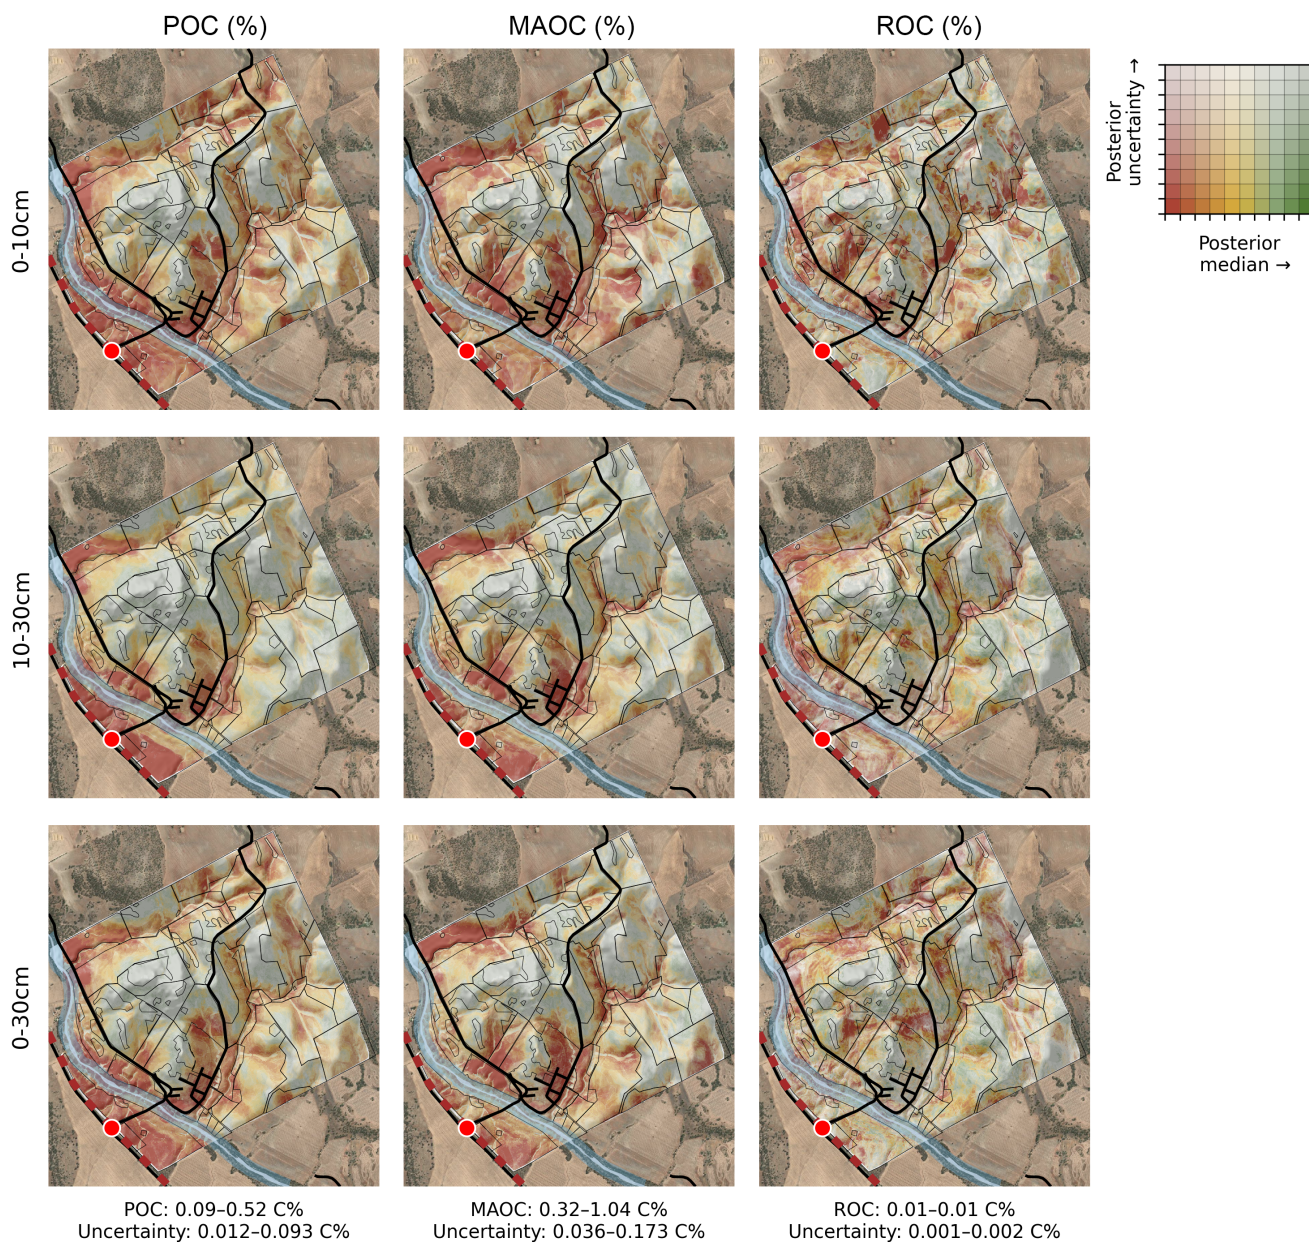 POC (%)
MAOC (%)
ROC (%)
Posterior
uncertainty →
Posterior
median →
0-10cm
10-30cm
0-30cm
POC: 0.09–0.52 C%
Uncertainty: 0.012–0.093 C%
MAOC: 0.32–1.04 C%
Uncertainty: 0.036–0.173 C%
ROC: 0.01–0.01 C%
Uncertainty: 0.001–0.002 C%